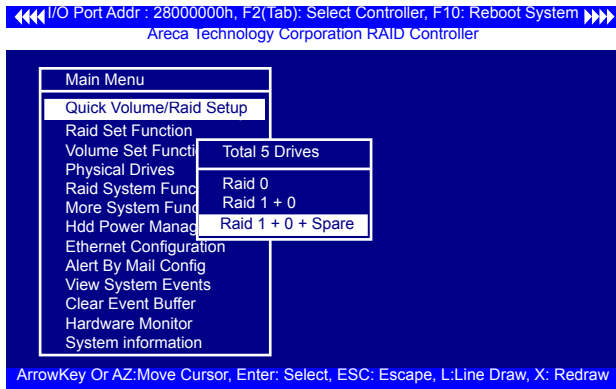 I/O Port Addr : 28000000h, F2(Tab): Select Controller, F10: Reboot System
Areca Technology Corporation RAID Controller
Main Menu
Quick Volume/Raid Setup
Raid Set Function
Volume Set Functi
Physical Drives
Raid System Func
More System Func
Hdd Power Manag
Ethernet Configuration
Alert By Mail Config
View System Events
Clear Event Buffer
Hardware Monitor
System information
Total 5 Drives
Raid 0
Raid 1 + 0
Raid 1 + 0 + Spare
ArrowKey Or AZ:Move Cursor, Enter: Select, ESC: Escape, L:Line Draw, X: Redraw